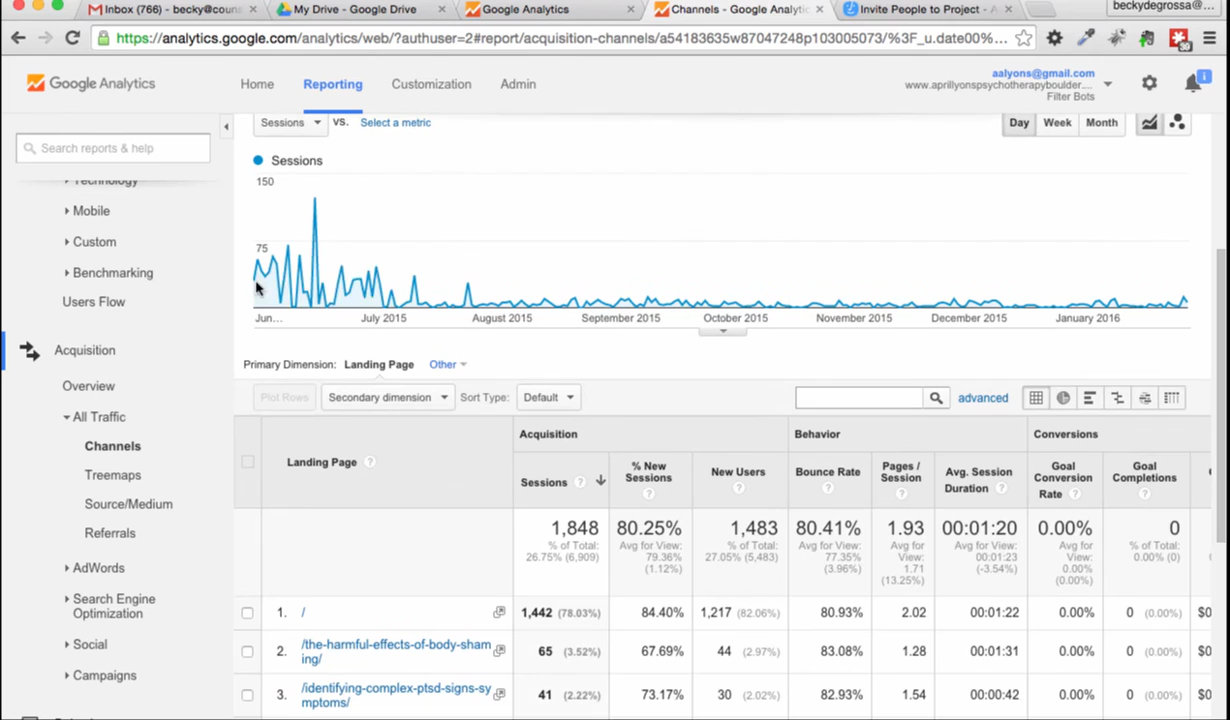 Inbox (766) - becky@couns
My Drive - Google Drive
Google Analytics
Channels - Google Analytic
Invite People to Project - A
beckydegrossa@...
https://analytics.google.com/analytics/web/?authuser=2#report/acquisition-channels/a54183635w87047248p103005073/%3F_u.date00%...
Google Analytics
Home
Reporting
Customization
Admin
aalyons@gmail.com
www.aprillyonspsychotherapyboulder....
Filter Bots
1
Search reports & help
Technology
Mobile
Custom
Benchmarking
Users Flow
Acquisition
Overview
All Traffic
Channels
Treemaps
Source/Medium
Referrals
AdWords
Search Engine
Optimization
Social
Campaigns
Sessions
vs.
Select a metric
Day
Week
Month
Sessions
150
75
Jun...
July 2015
August 2015
September 2015
October 2015
November 2015
December 2015
January 2016
Primary Dimension:
Landing Page
Other
Plot Rows
Secondary dimension
Sort Type:
Default
advanced
Landing Page
Acquisition
Behavior
Conversions
Sessions
% New
Sessions
New Users
Bounce Rate
Pages /
Session
Avg. Session
Duration
Goal
Conversion
Rate
Goal
Completions
1,848
% of Total:
26.75% (6,909)
80.25%
Avg for View:
79.36%
(1.12%)
1,483
% of Total:
27.05% (5,483)
80.41%
Avg for View:
77.35%
(3.96%)
1.93
Avg for
View:
1.71
(13.25%)
00:01:20
Avg for View:
00:01:23
(-3.54%)
0.00%
Avg for
View:
0.00%
(0.00%)
0
% of Total:
0.00% (0)
1. / 1,442 (78.03%) 84.40% 1,217 (82.06%) 80.93% 2.02 00:01:22 0.00% 0 (0.00%) $0
2. /the-harmful-effects-of-body-sham
ing/ 65 (3.52%) 67.69% 44 (2.97%) 83.08% 1.28 00:01:31 0.00% 0 (0.00%) $0
3. /identifying-complex-ptsd-signs-sy
mptoms/ 41 (2.22%) 73.17% 30 (2.02%) 82.93% 1.54 00:00:42 0.00% 0 (0.00%) $0